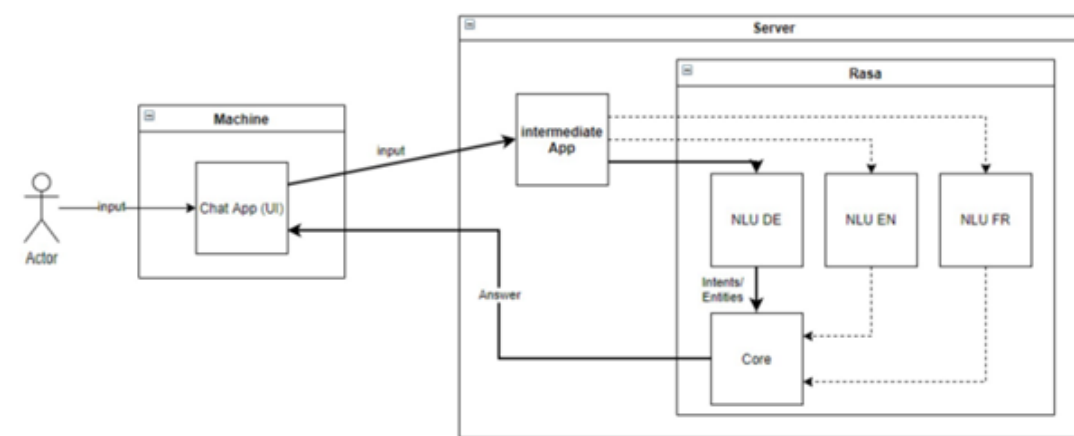 Server
Rasa
Machine
intermediate
App
input
Chat App (UI)
input
Actor
NLU DE
NLU EN
NLU FR
Intents/
Entities
Answer
Core